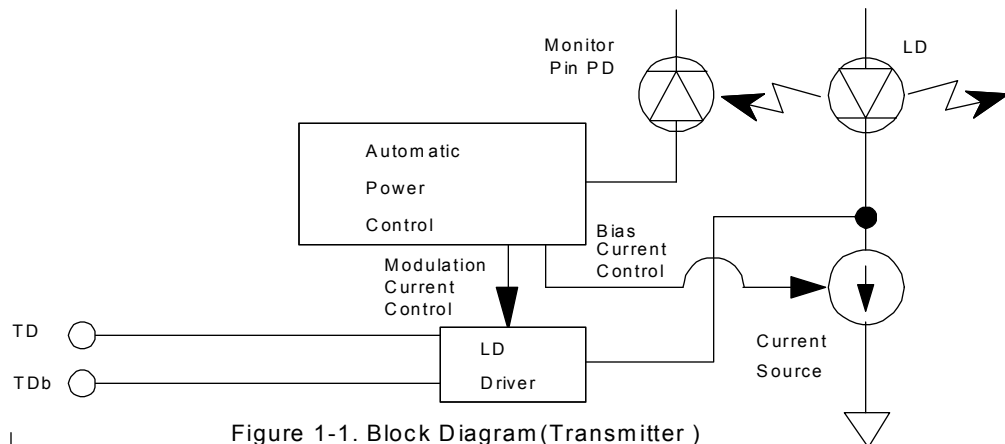 Monitor
Pin PD
LD
Automatic
Power
Control
Bias
Current
Control
Modulation
Current
Control
TD
TDb
LD
Driver
Current
Source
Figure 1-1. Block Diagram(Transmitter )